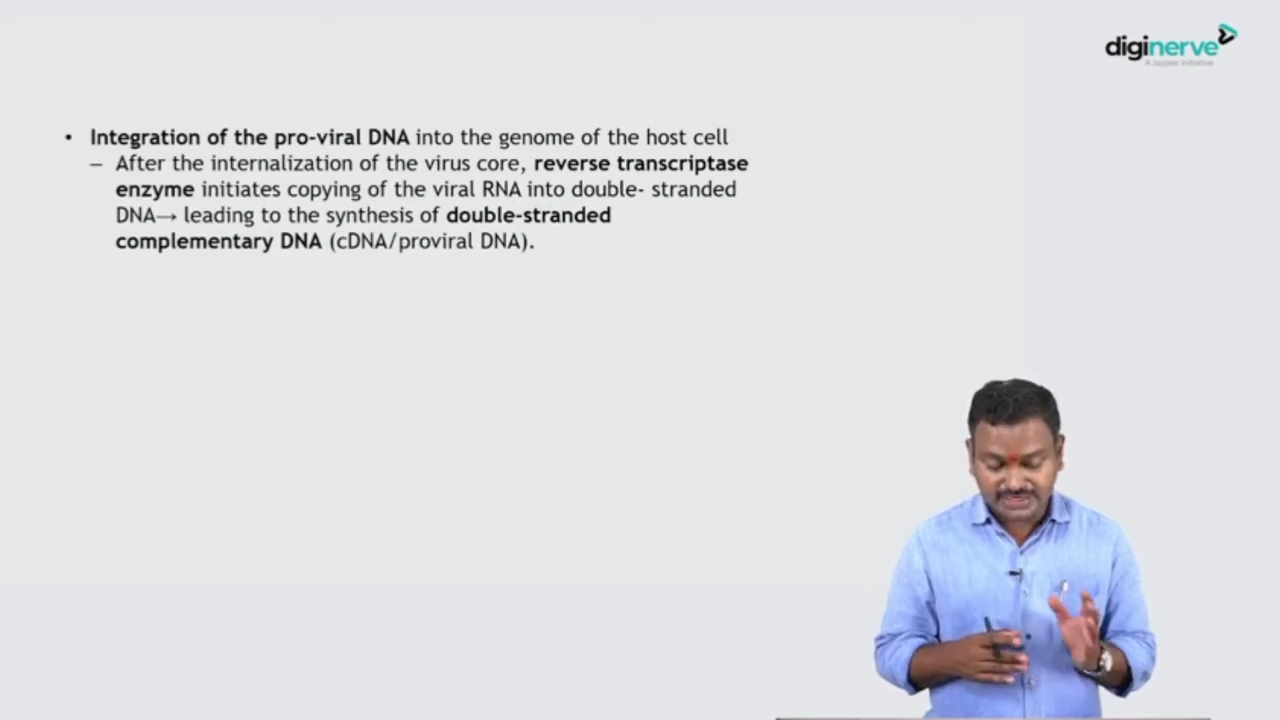 diginerve
A Jaypee Initiative
• Integration of the pro-viral DNA into the genome of the host cell
– After the internalization of the virus core, reverse transcriptase
enzyme initiates copying of the viral RNA into double- stranded
DNA→ leading to the synthesis of double-stranded
complementary DNA (cDNA/proviral DNA).